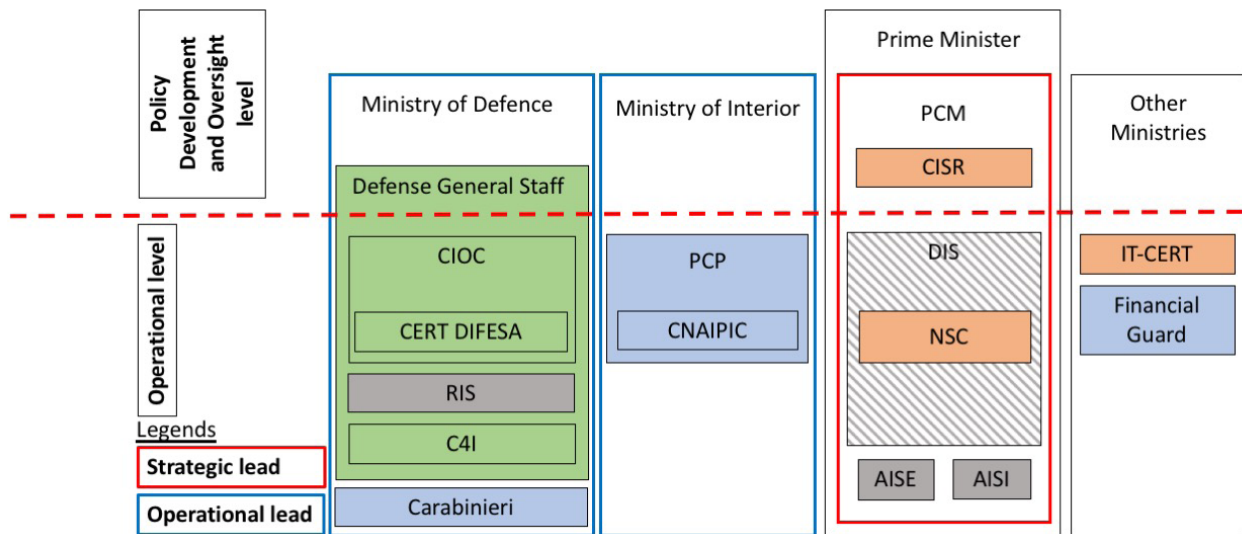 Policy
Development
and Oversight
level
Operational level
Legends
Strategic lead
Operational lead
Ministry of Defence
Defense General Staff
CIOC
CERT DIFESA
RIS
C4I
Carabinieri
Ministry of Interior
PCP
CNAIPIC
Prime Minister
PCM
CISR
DIS
NSC
AISE
AISI
Other
Ministries
IT-CERT
Financial
Guard